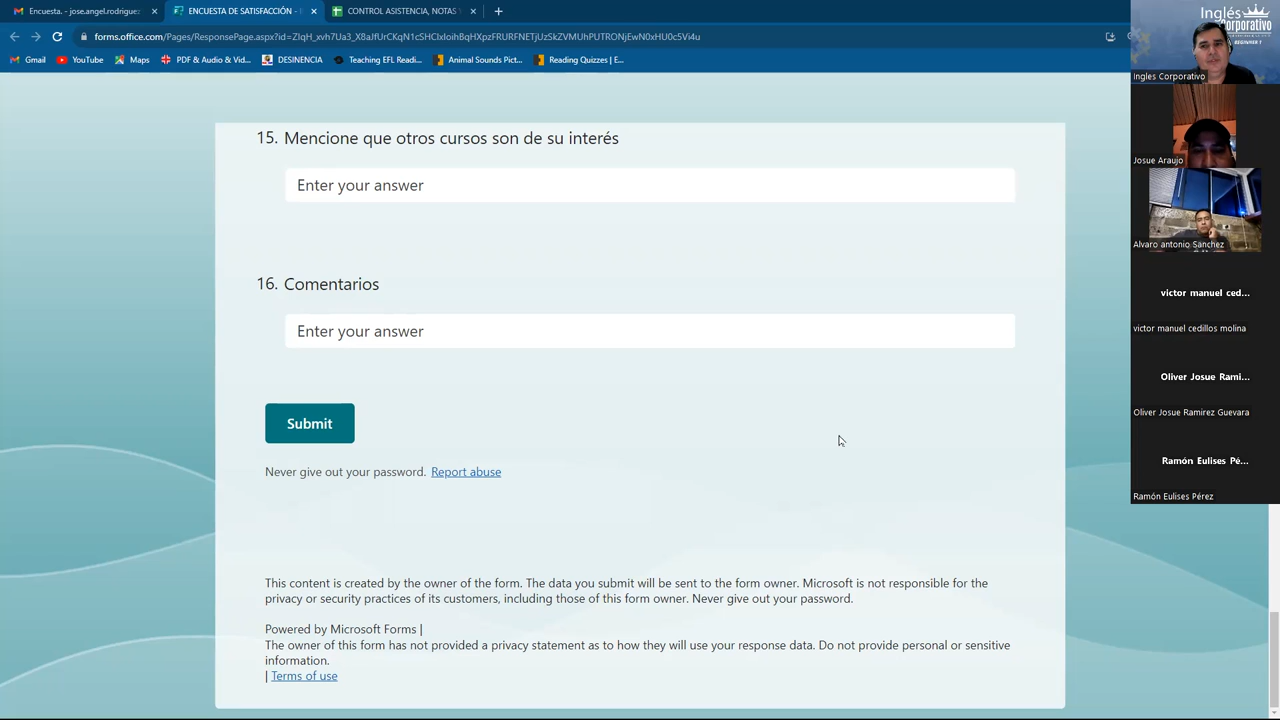 Encuesta. - jose.angel.rodriguez
ENCUESTA DE SATISFACCIÓN -
CONTROL ASISTENCIA, NOTAS
forms.office.com/Pages/ResponsePage.aspx?id=ZIqH_xvh7Ua3_X8aJfUrCKqN1cSHCIxIoihBqHXpzFRURFNETjUzSkZVMUhPUTRONjEwN0xHU0c5Vi4u
Gmail
YouTube
Maps
PDF & Audio & Vid...
DESINENCIA
Teaching EFL Readi...
Animal Sounds Pict...
Reading Quizzes | E...
15. Mencione que otros cursos son de su interés
Enter your answer
16. Comentarios
Enter your answer
Submit
Never give out your password. Report abuse
This content is created by the owner of the form. The data you submit will be sent to the form owner. Microsoft is not responsible for the
privacy or security practices of its customers, including those of this form owner. Never give out your password.
Powered by Microsoft Forms |
The owner of this form has not provided a privacy statement as to how they will use your response data. Do not provide personal or sensitive
information.
| Terms of use
Inglés
Corporativo
BEGINNER 1
Ingles Corporativo
Josue Araujo
Alvaro antonio Sanchez
victor manuel ced...
victor manuel cedillos molina
Oliver Josue Rami...
Oliver Josue Ramirez Guevara
Ramón Eulises Pé...
Ramón Eulises Pérez